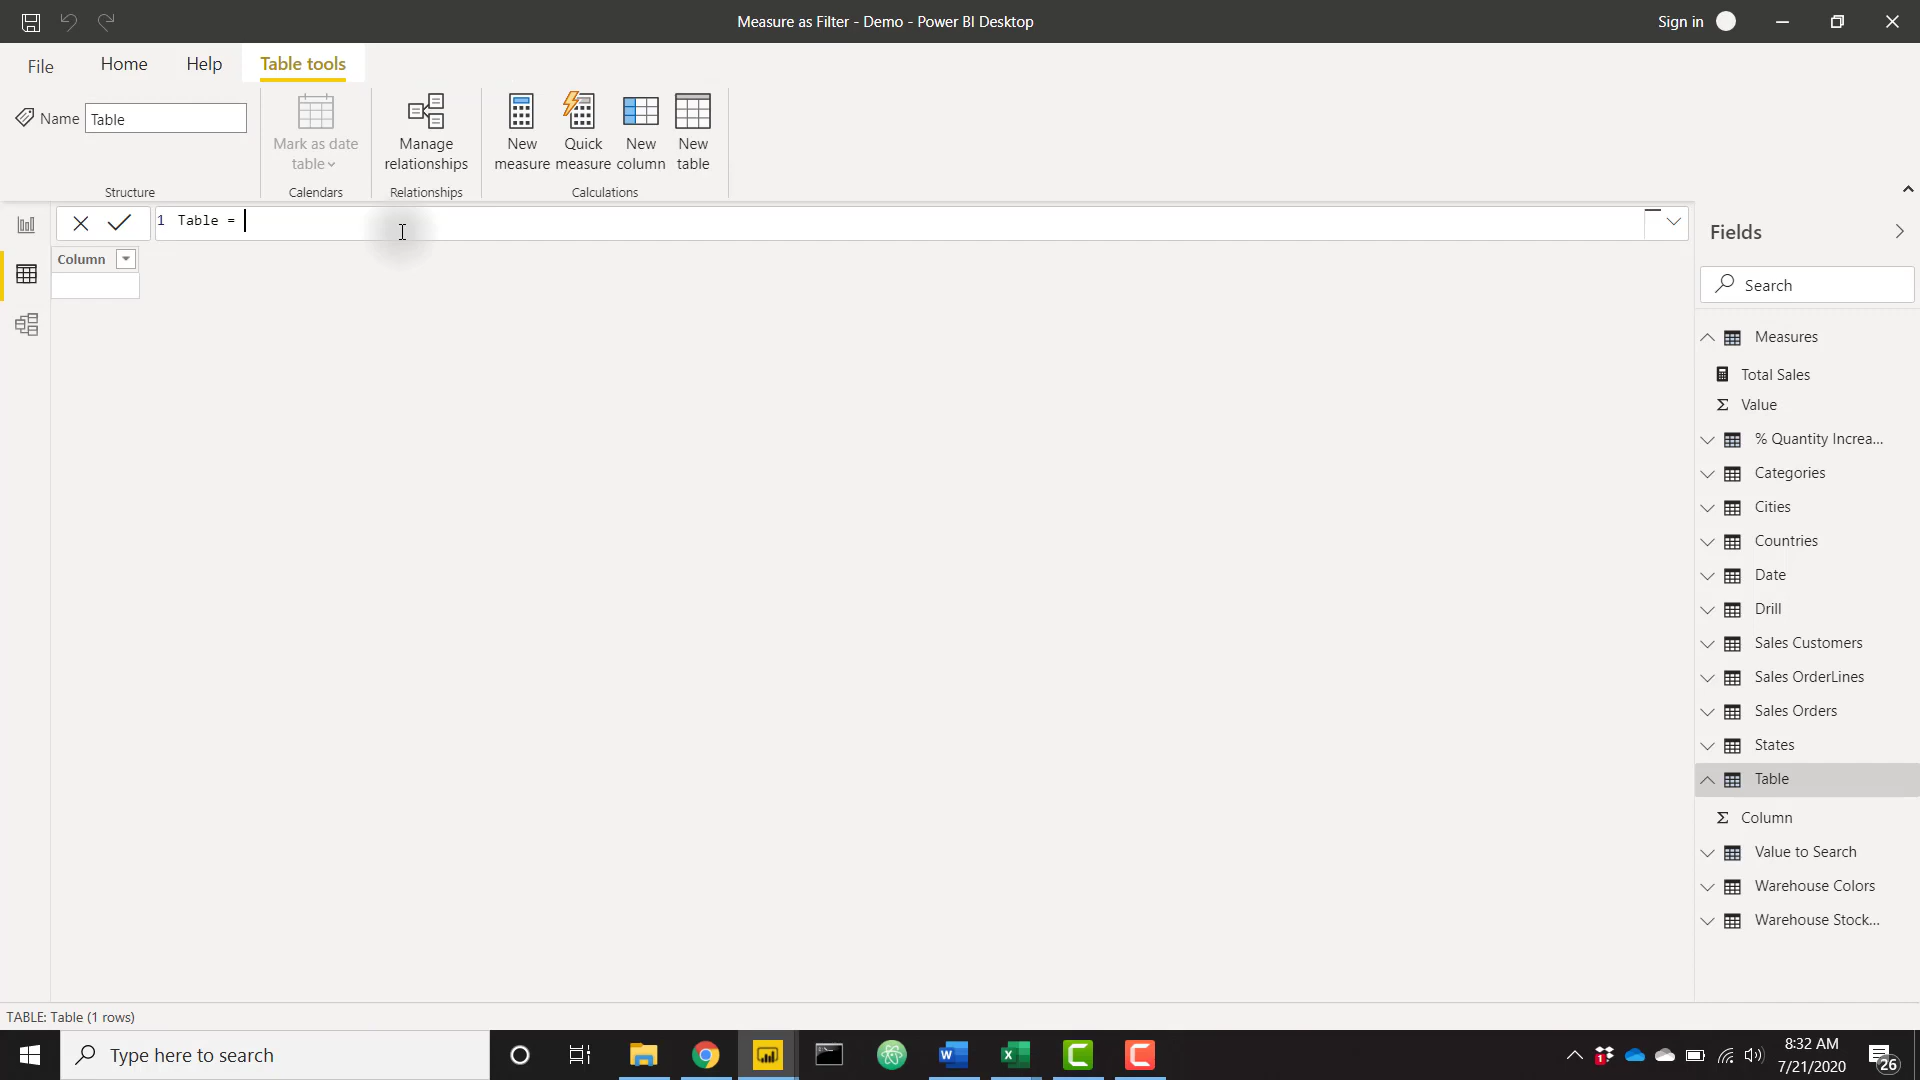 Measure as Filter - Demo - Power BI Desktop
Sign in
File
Home
Help
Table tools
Name
Table
Mark as date
table
Manage
relationships
New
measure
Quick
measure
New
column
New
table
Structure
Calendars
Relationships
Calculations
1 Table =
Column
Fields
Search
Measures
Total Sales
Value
% Quantity Increa...
Categories
Cities
Countries
Date
Drill
Sales Customers
Sales OrderLines
Sales Orders
States
Table
Column
Value to Search
Warehouse Colors
Warehouse Stock...
TABLE: Table (1 rows)
Type here to search
8:32 AM
7/21/2020
1
26